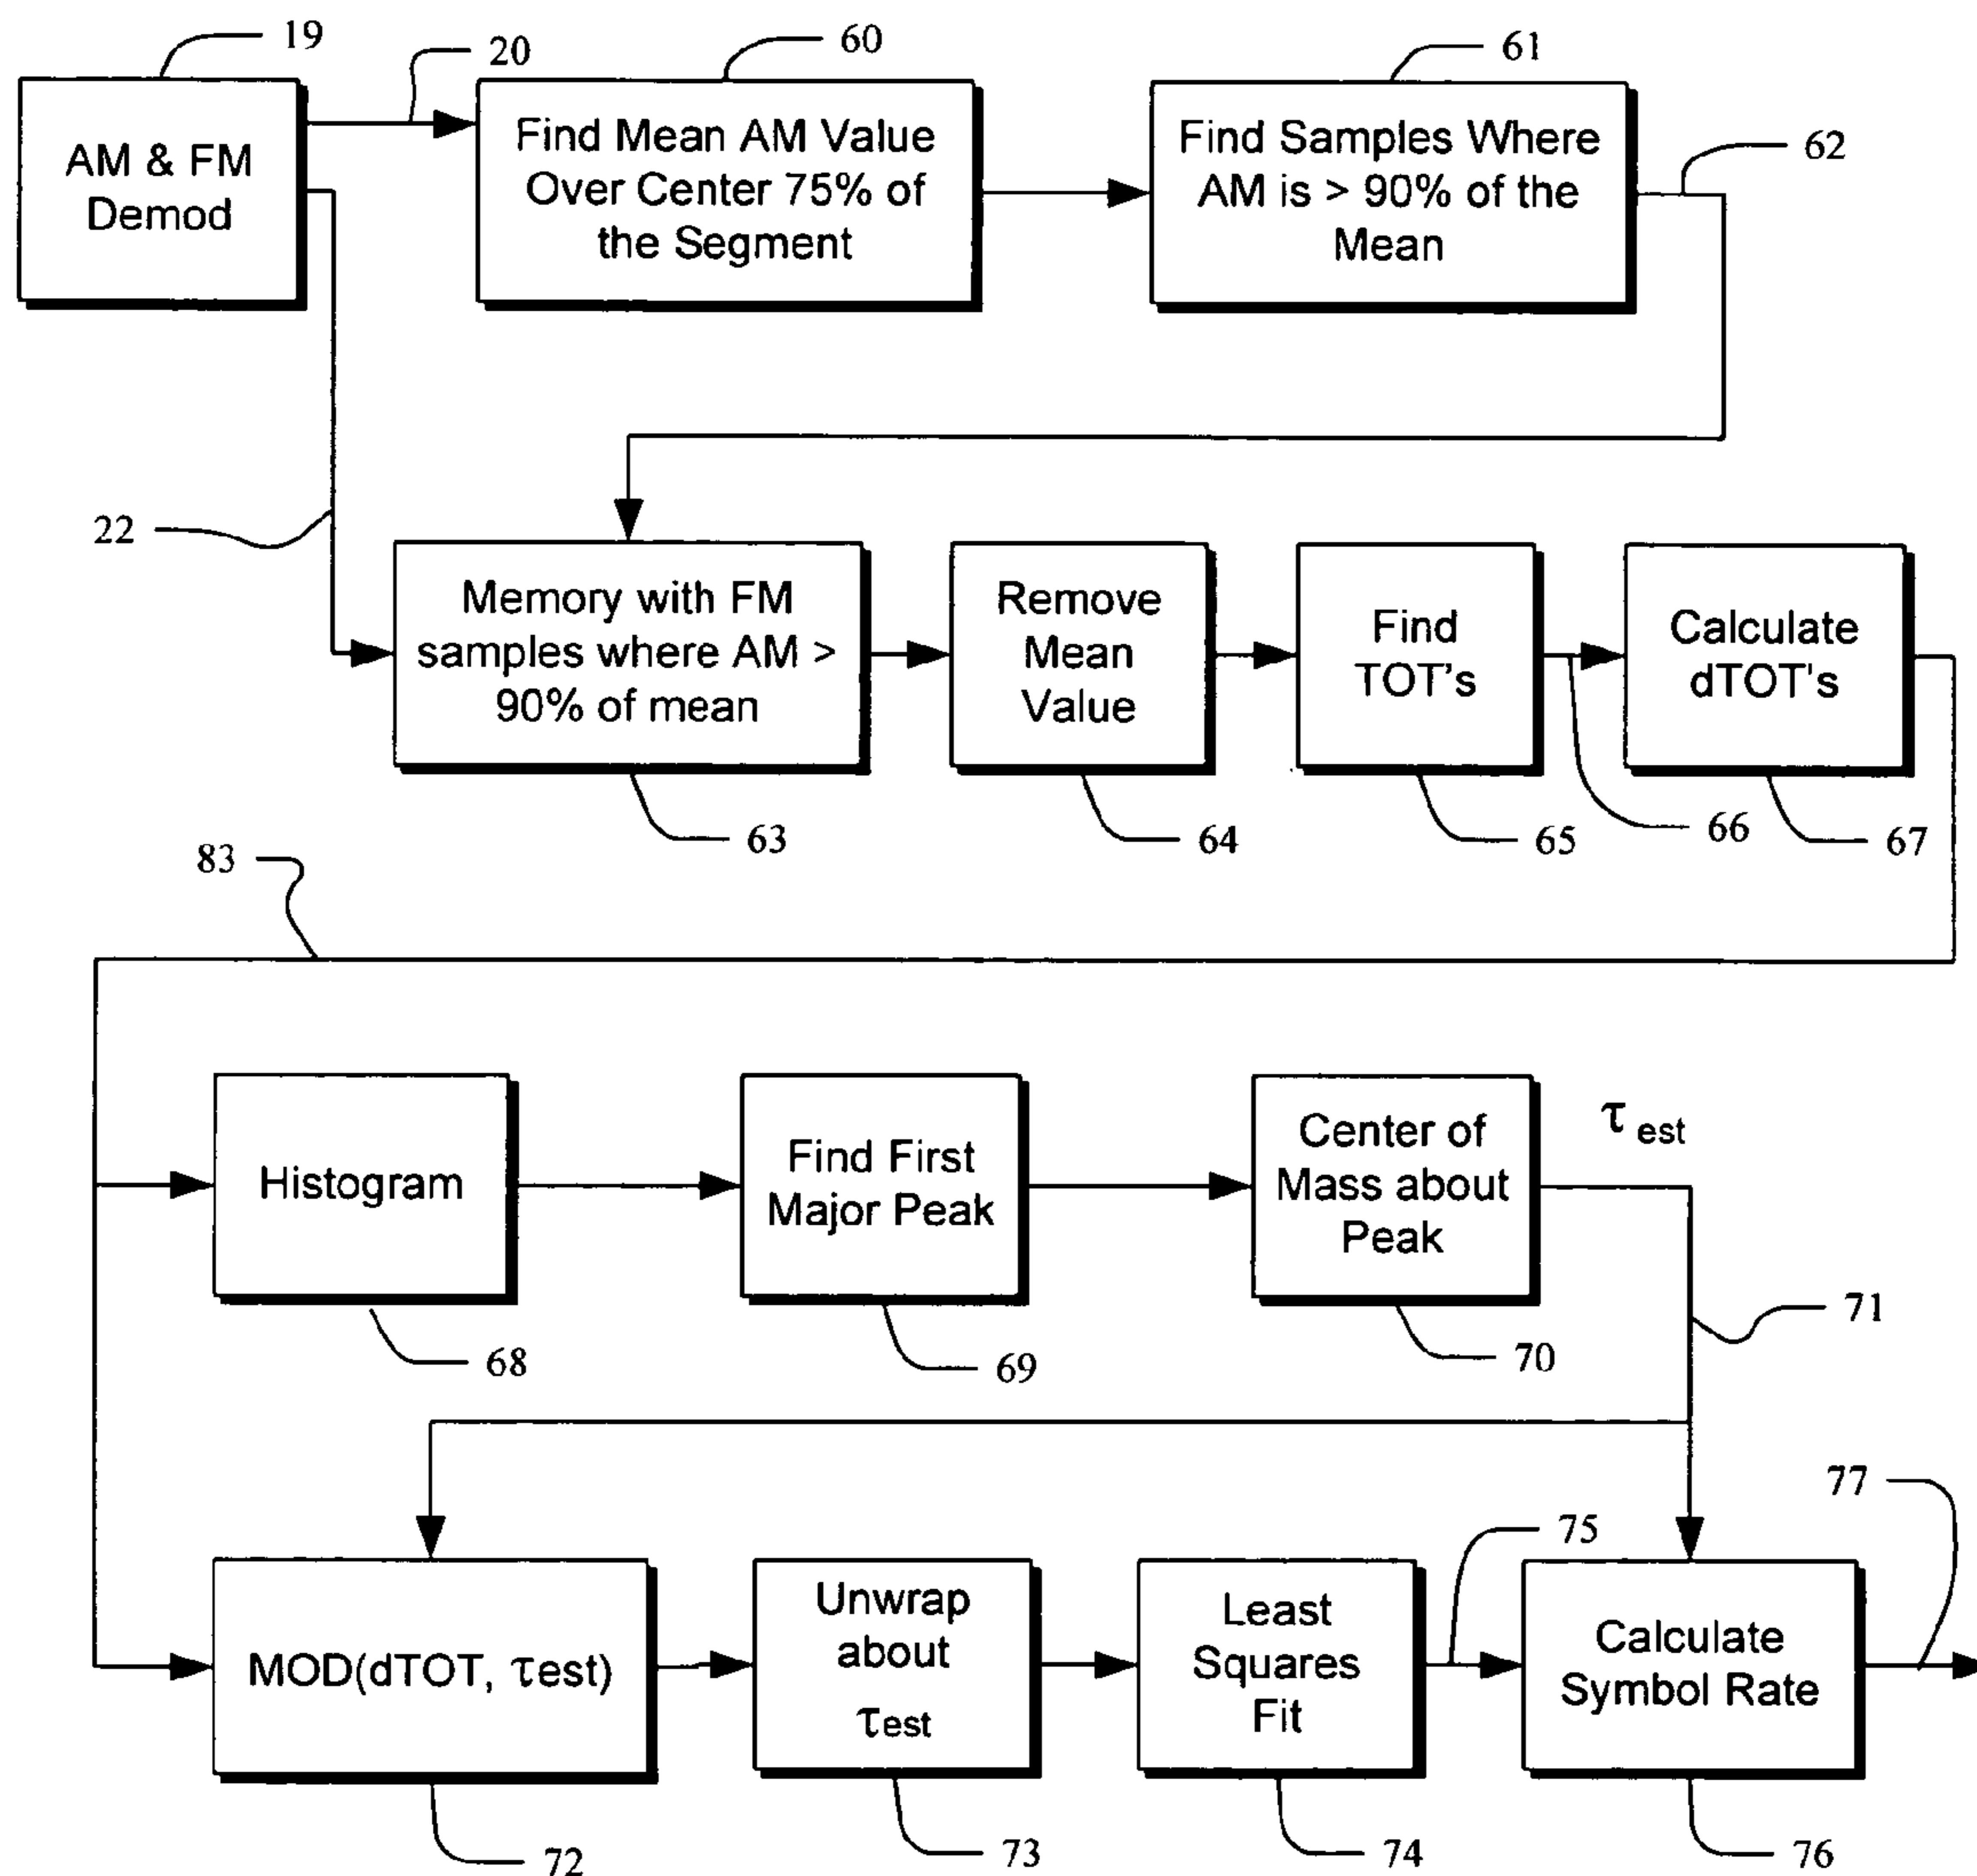 19
20
60
61
AM & FM
Demod
Find Mean AM Value
Over Center 75% of
the Segment
Find Samples Where
AM is > 90% of the
Mean
62
22
Memory with FM
samples where AM >
90% of mean
Remove
Mean
Value
Find
TOT's
Calculate
dTOT's
63
64
65
66
67
83
Histogram
Find First
Major Peak
Center of
Mass about
Peak
τ est
68
69
70
71
77
75
MOD(dTOT, τest)
Unwrap
about
τest
Least
Squares
Fit
Calculate
Symbol Rate
72
73
74
76